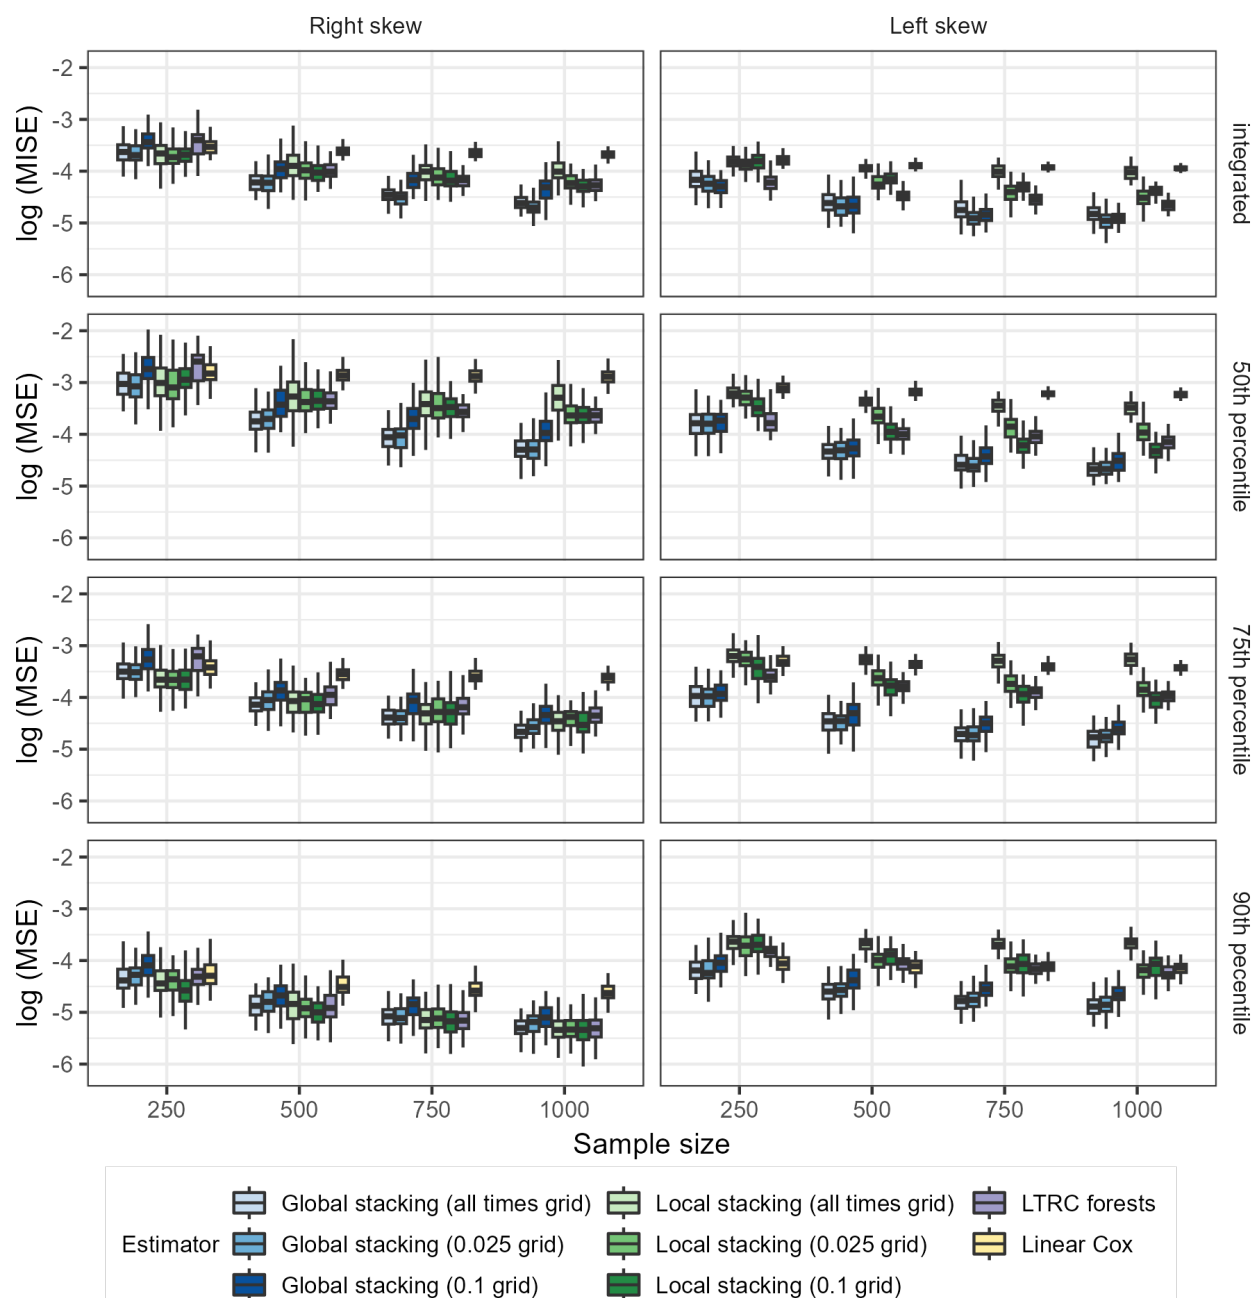 Right skew
Left skew
log (MISE)
-2
-3
-4
-5
-6
integrated
log (MSE)
-2
-3
-4
-5
-6
50th percentile
log (MSE)
-2
-3
-4
-5
-6
75th percentile
log (MSE)
-2
-3
-4
-5
-6
90th pecentile
250 500 750 1000
250 500 750 1000
Sample size
Estimator
Global stacking (all times grid)
Global stacking (0.025 grid)
Global stacking (0.1 grid)
Local stacking (all times grid)
Local stacking (0.025 grid)
Local stacking (0.1 grid)
LTRC forests
Linear Cox